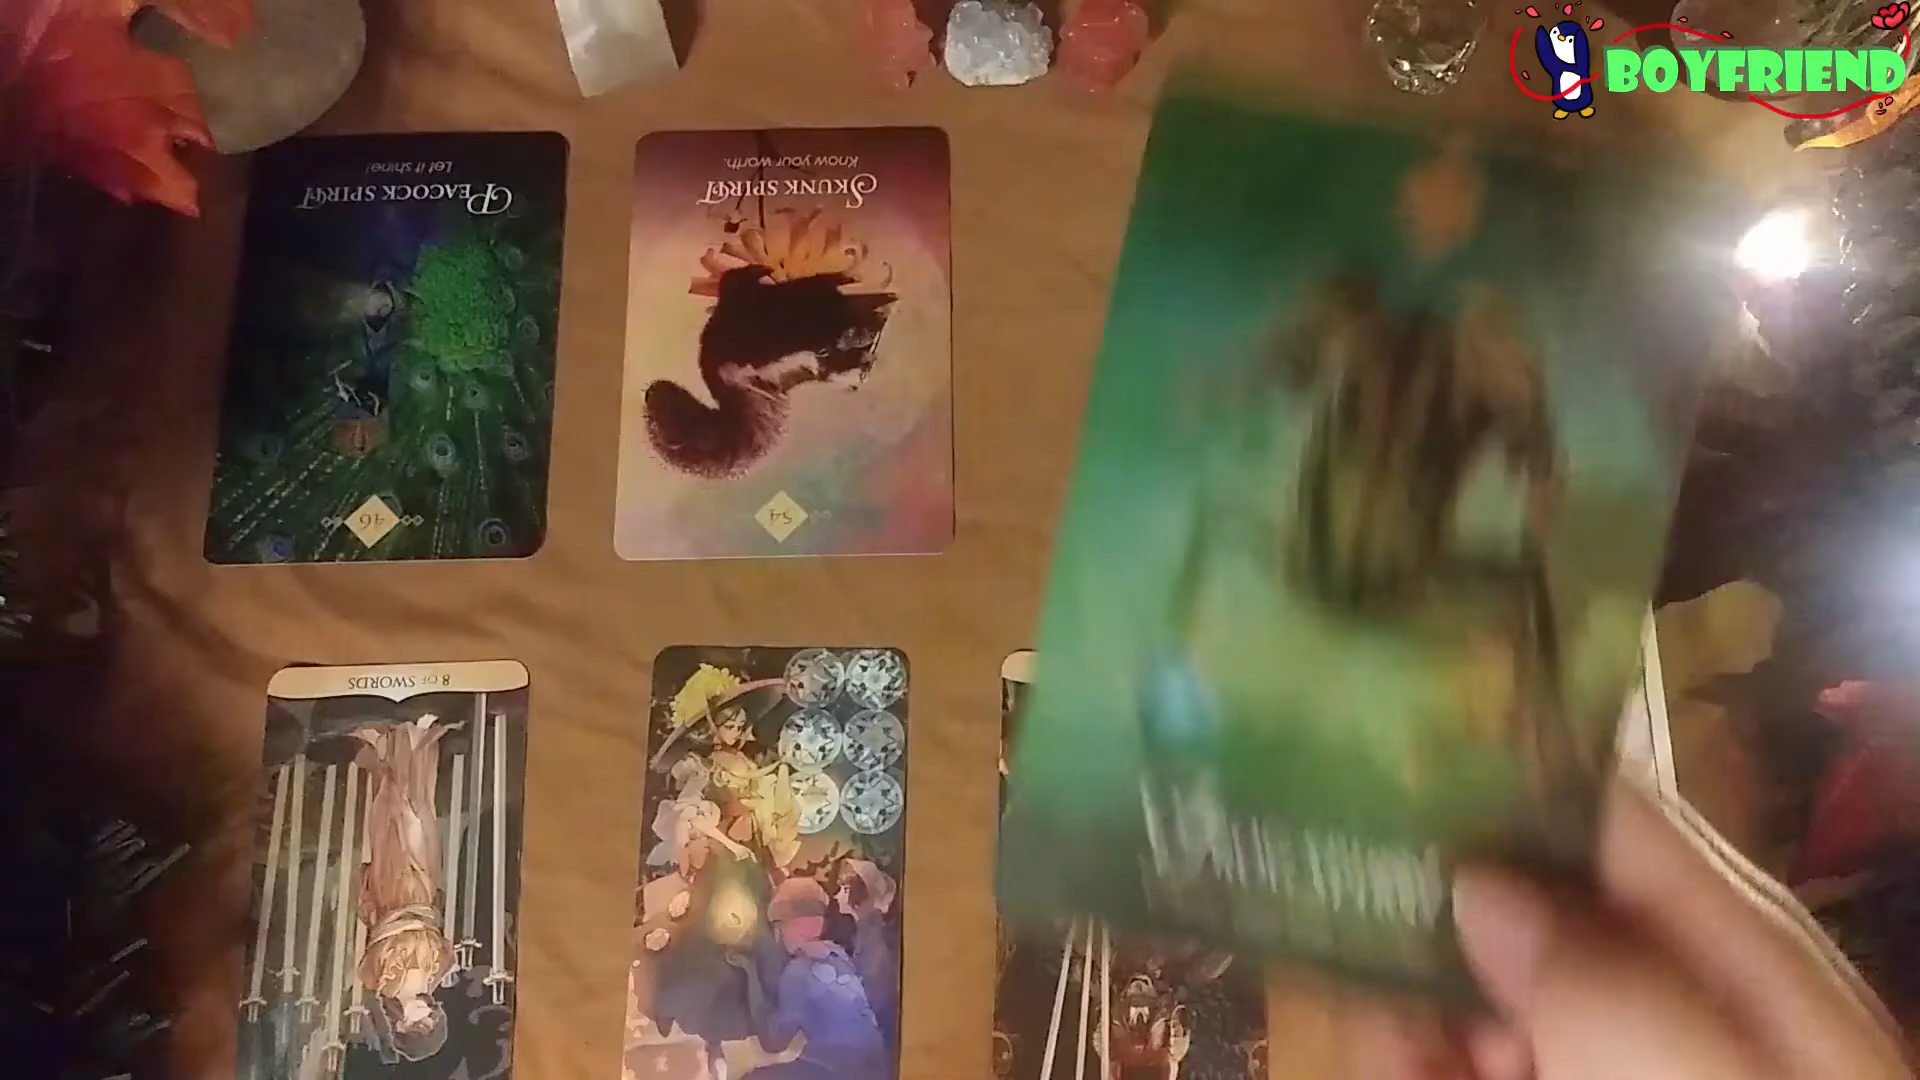 BOYFRIEND
Let it shine!
PEACOCK SPIRIT
46
Know your worth.
SKUNK SPIRIT
54
8 OF SWORDS